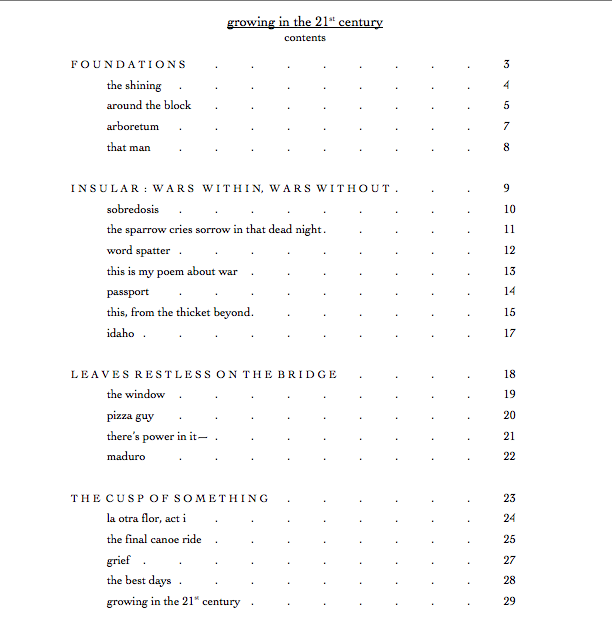 growing in the 21st century
contents
FOUNDATIONS . . . . . . . . 3
the shining . . . . . . . . . 4
around the block . . . . . . . . 5
arboretum . . . . . . . . . 7
that man . . . . . . . . . 8
INSULAR : WARS WITHIN, WARS WITHOUT . . . 9
sobredosis . . . . . . . . . 10
the sparrow cries sorrow in that dead night . . . . . 11
word spatter . . . . . . . . . 12
this is my poem about war . . . . . . . 13
passport . . . . . . . . . 14
this, from the thicket beyond . . . . . . . 15
idaho . . . . . . . . . . 17
LEAVES RESTLESS ON THE BRIDGE . . . . 18
the window . . . . . . . . . 19
pizza guy . . . . . . . . . 20
there's power in it— . . . . . . . . 21
maduro . . . . . . . . . 22
THE CUSP OF SOMETHING . . . . . . 23
la otra flor, act i . . . . . . . . 24
the final canoe ride . . . . . . . . 25
grief . . . . . . . . . . 27
the best days . . . . . . . . . 28
growing in the 21st century . . . . . . . 29